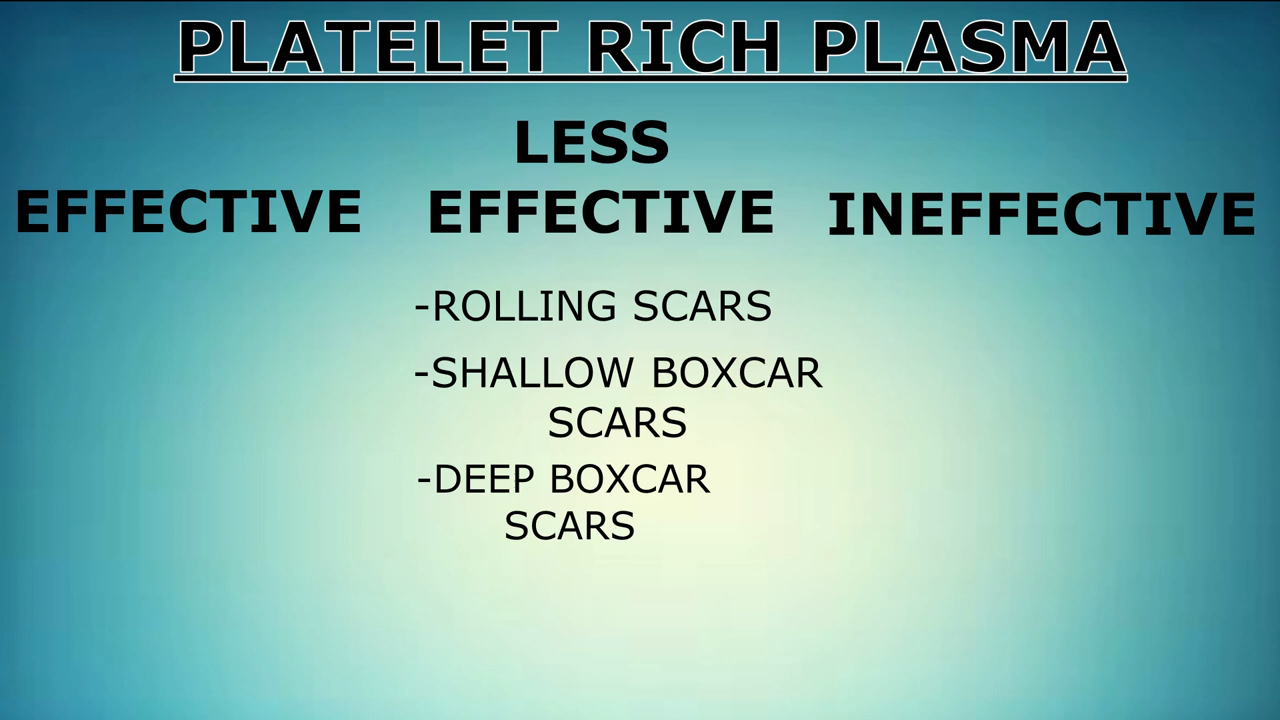 PLATELET RICH PLASMA
LESS
EFFECTIVE EFFECTIVE INEFFECTIVE
-ROLLING SCARS
-SHALLOW BOXCAR
SCARS
-DEEP BOXCAR
SCARS